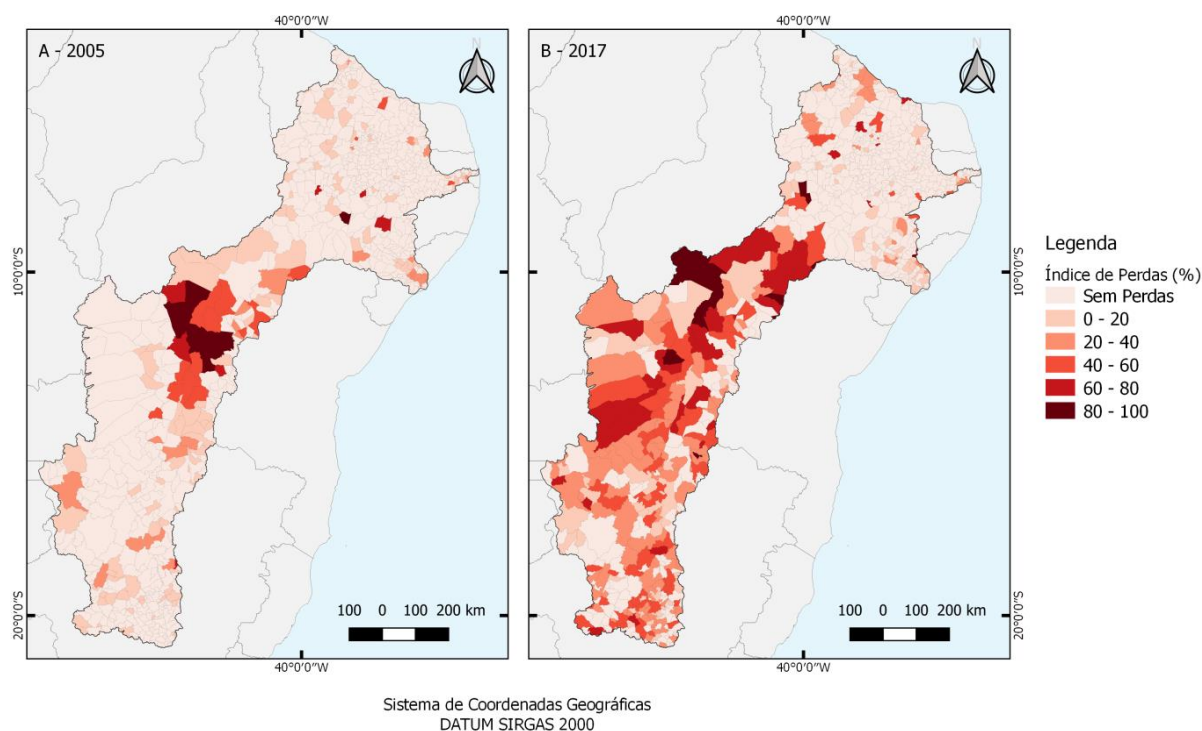 40°0'0"W
40°0'0"W
A - 2005
N
B - 2017
N
10°0'0"S
10°0'0"S
20°0'0"S
20°0'0"S
100 0 100 200 km
100 0 100 200 km
40°0'0"W
40°0'0"W
Legenda
Índice de Perdas (%)
Sem Perdas
0 - 20
20 - 40
40 - 60
60 - 80
80 - 100
Sistema de Coordenadas Geográficas
DATUM SIRGAS 2000